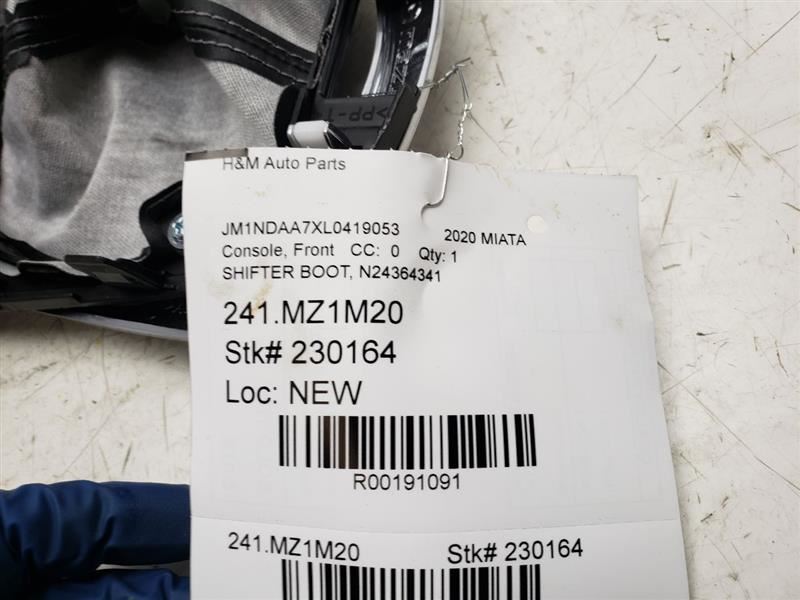 >PP-T
H&M Auto Parts
JM1NDAA7XL0419053 2020 MIATA
Console, Front CC: 0 Qty: 1
SHIFTER BOOT, N24364341
241.MZ1M20
Stk# 230164
Loc: NEW
R00191091
241.MZ1M20 Stk# 230164